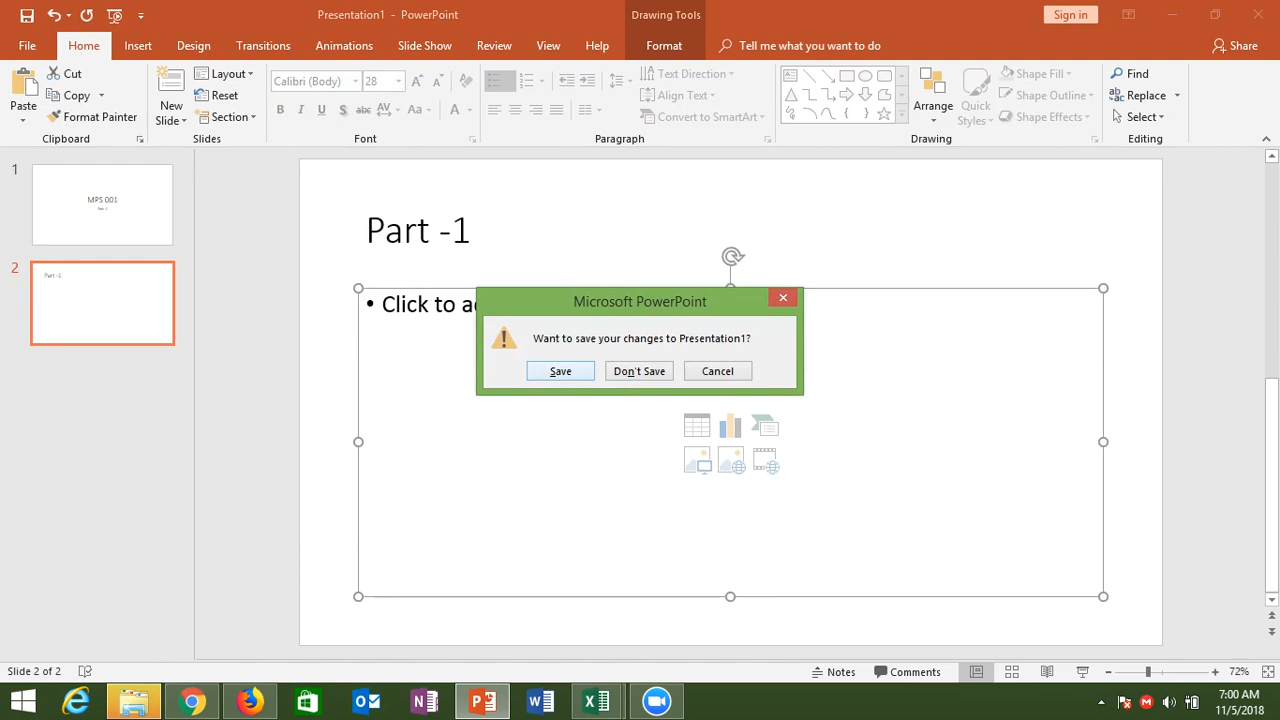 Presentation1 - PowerPoint
Drawing Tools
Sign in
File
Home
Insert
Design
Transitions
Animations
Slide Show
Review
View
Help
Format
Tell me what you want to do
Share
Paste
Cut
Copy
Format Painter
Clipboard
New
Slide
Layout
Reset
Section
Slides
Calibri (Body)
28
A
A
B I U S abc AV Aa A
Font
Text Direction
Align Text
Convert to SmartArt
Paragraph
Arrange
Quick
Styles
Shape Fill
Shape Outline
Shape Effects
Drawing
Find
Replace
Select
Editing
1
MPS 001
2
Part -1
Part -1
• Click to a
Microsoft PowerPoint
Want to save your changes to Presentation1?
Save
Don't Save
Cancel
Slide 2 of 2
Notes
Comments
72%
7:00 AM
11/5/2018